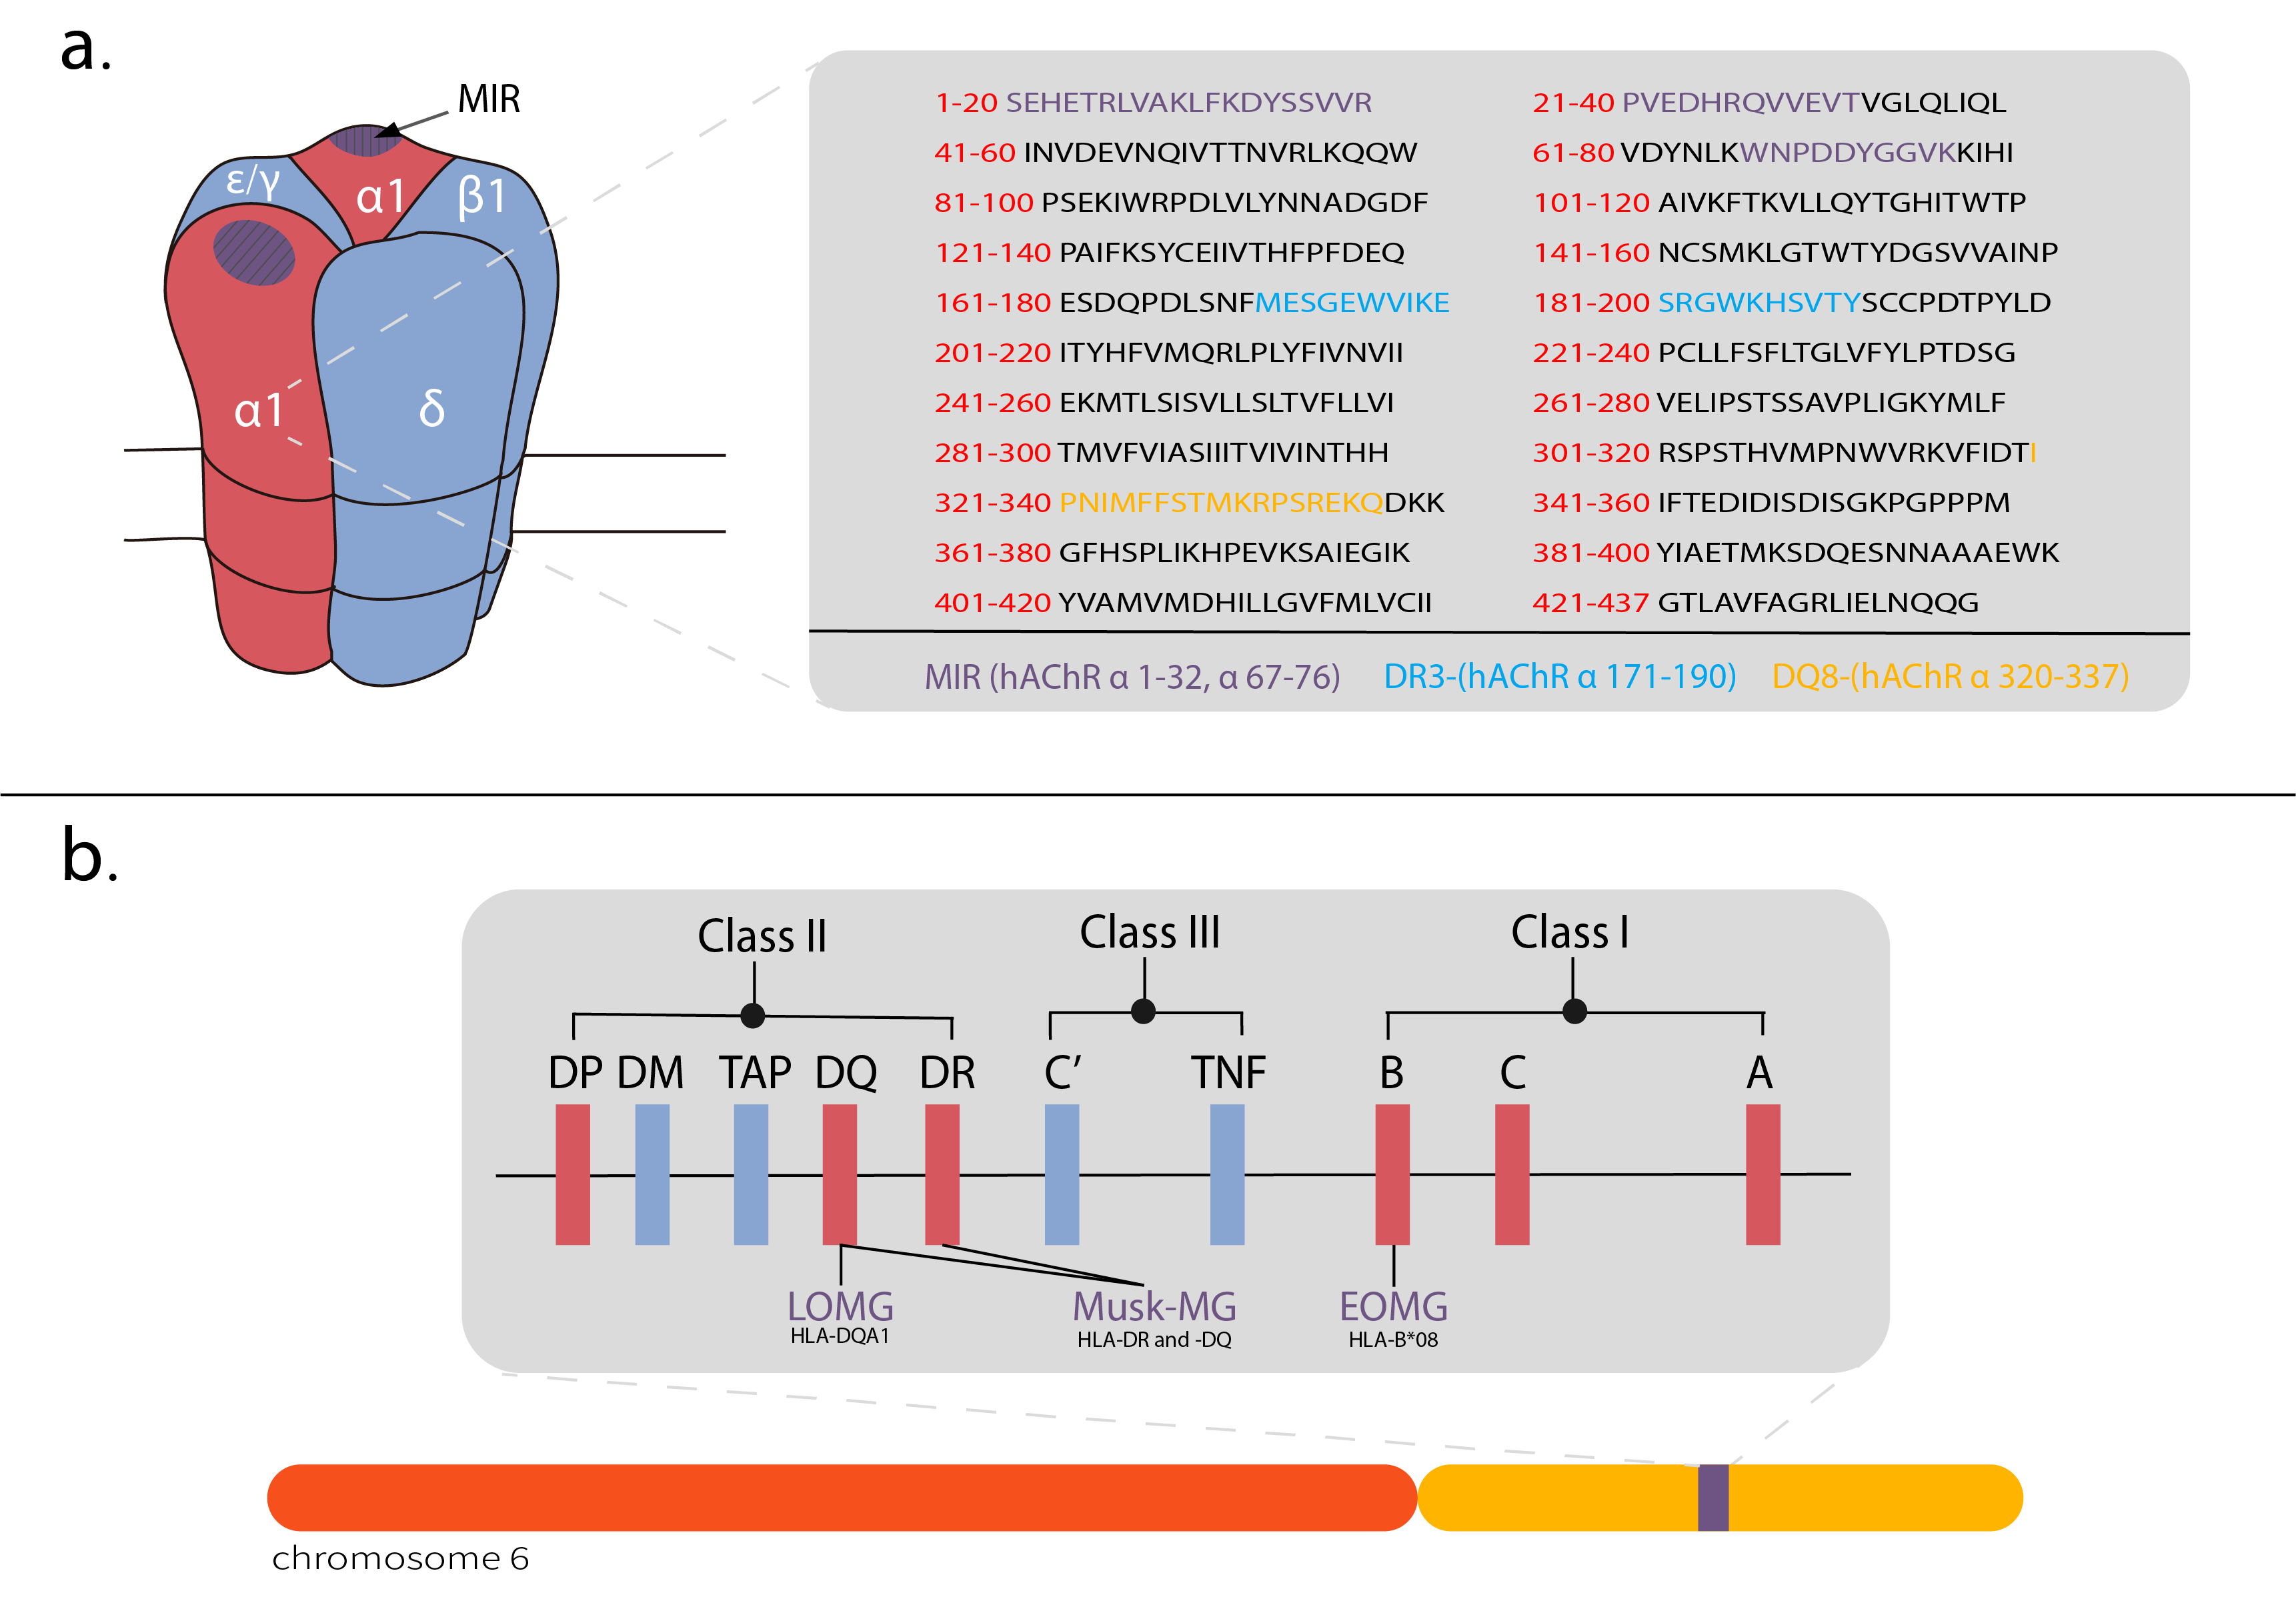 a.
MIR
ε/γ
α1
β1
α1
δ
1-20 SEHETRLVAKLFKDYSSVVR
21-40 PVEDHRQVVEVTVGLQLIQL
41-60 INVDEVNQIVTTNVRLKQQW
61-80 VDYNLKWNPDDYGGVKKIHI
81-100 PSEKIWRPDLVLYNNADGDF
101-120 AIVKFTKVLLQYTGHITWTP
121-140 PAIFKSYCEIIVTHFPFDEQ
141-160 NCSMKLGTWTYDGSVVAINP
161-180 ESDQPDLSNFMESGEWVIKE
181-200 SRGWKHSVTYSCCPDTPYLD
201-220 ITYHFVMQRLPLYFIVNVII
221-240 PCLLFSFLTGLVFYLPTDSG
241-260 EKMTLSISVLLSLTVFLLVI
261-280 VELIPSTSSAVPLIGKYMLF
281-300 TMVFVIASIIITVIVINTHH
301-320 RSPSTHVMPNWVRKVFIDTI
321-340 PNIMFFSTMKRPSREKQDKK
341-360 IFTEDIDISDISGKPGPPPM
361-380 GFHSPLIKHPEVKSAIEGIK
381-400 YIAETMKSDQESNNAAAEWK
401-420 YVAMVMDHILLGVFMLVCII
421-437 GTLAVFAGRLIELNQQG
MIR (hAChR α 1-32, α 67-76) DR3-(hAChR α 171-190) DQ8-(hAChR α 320-337)
b.
Class II Class III Class I
DP DM TAP DQ DR C′ TNF B C A
LOMG Musk-MG EOMG
HLA-DQA1 HLA-DR and -DQ HLA-B*08
chromosome 6